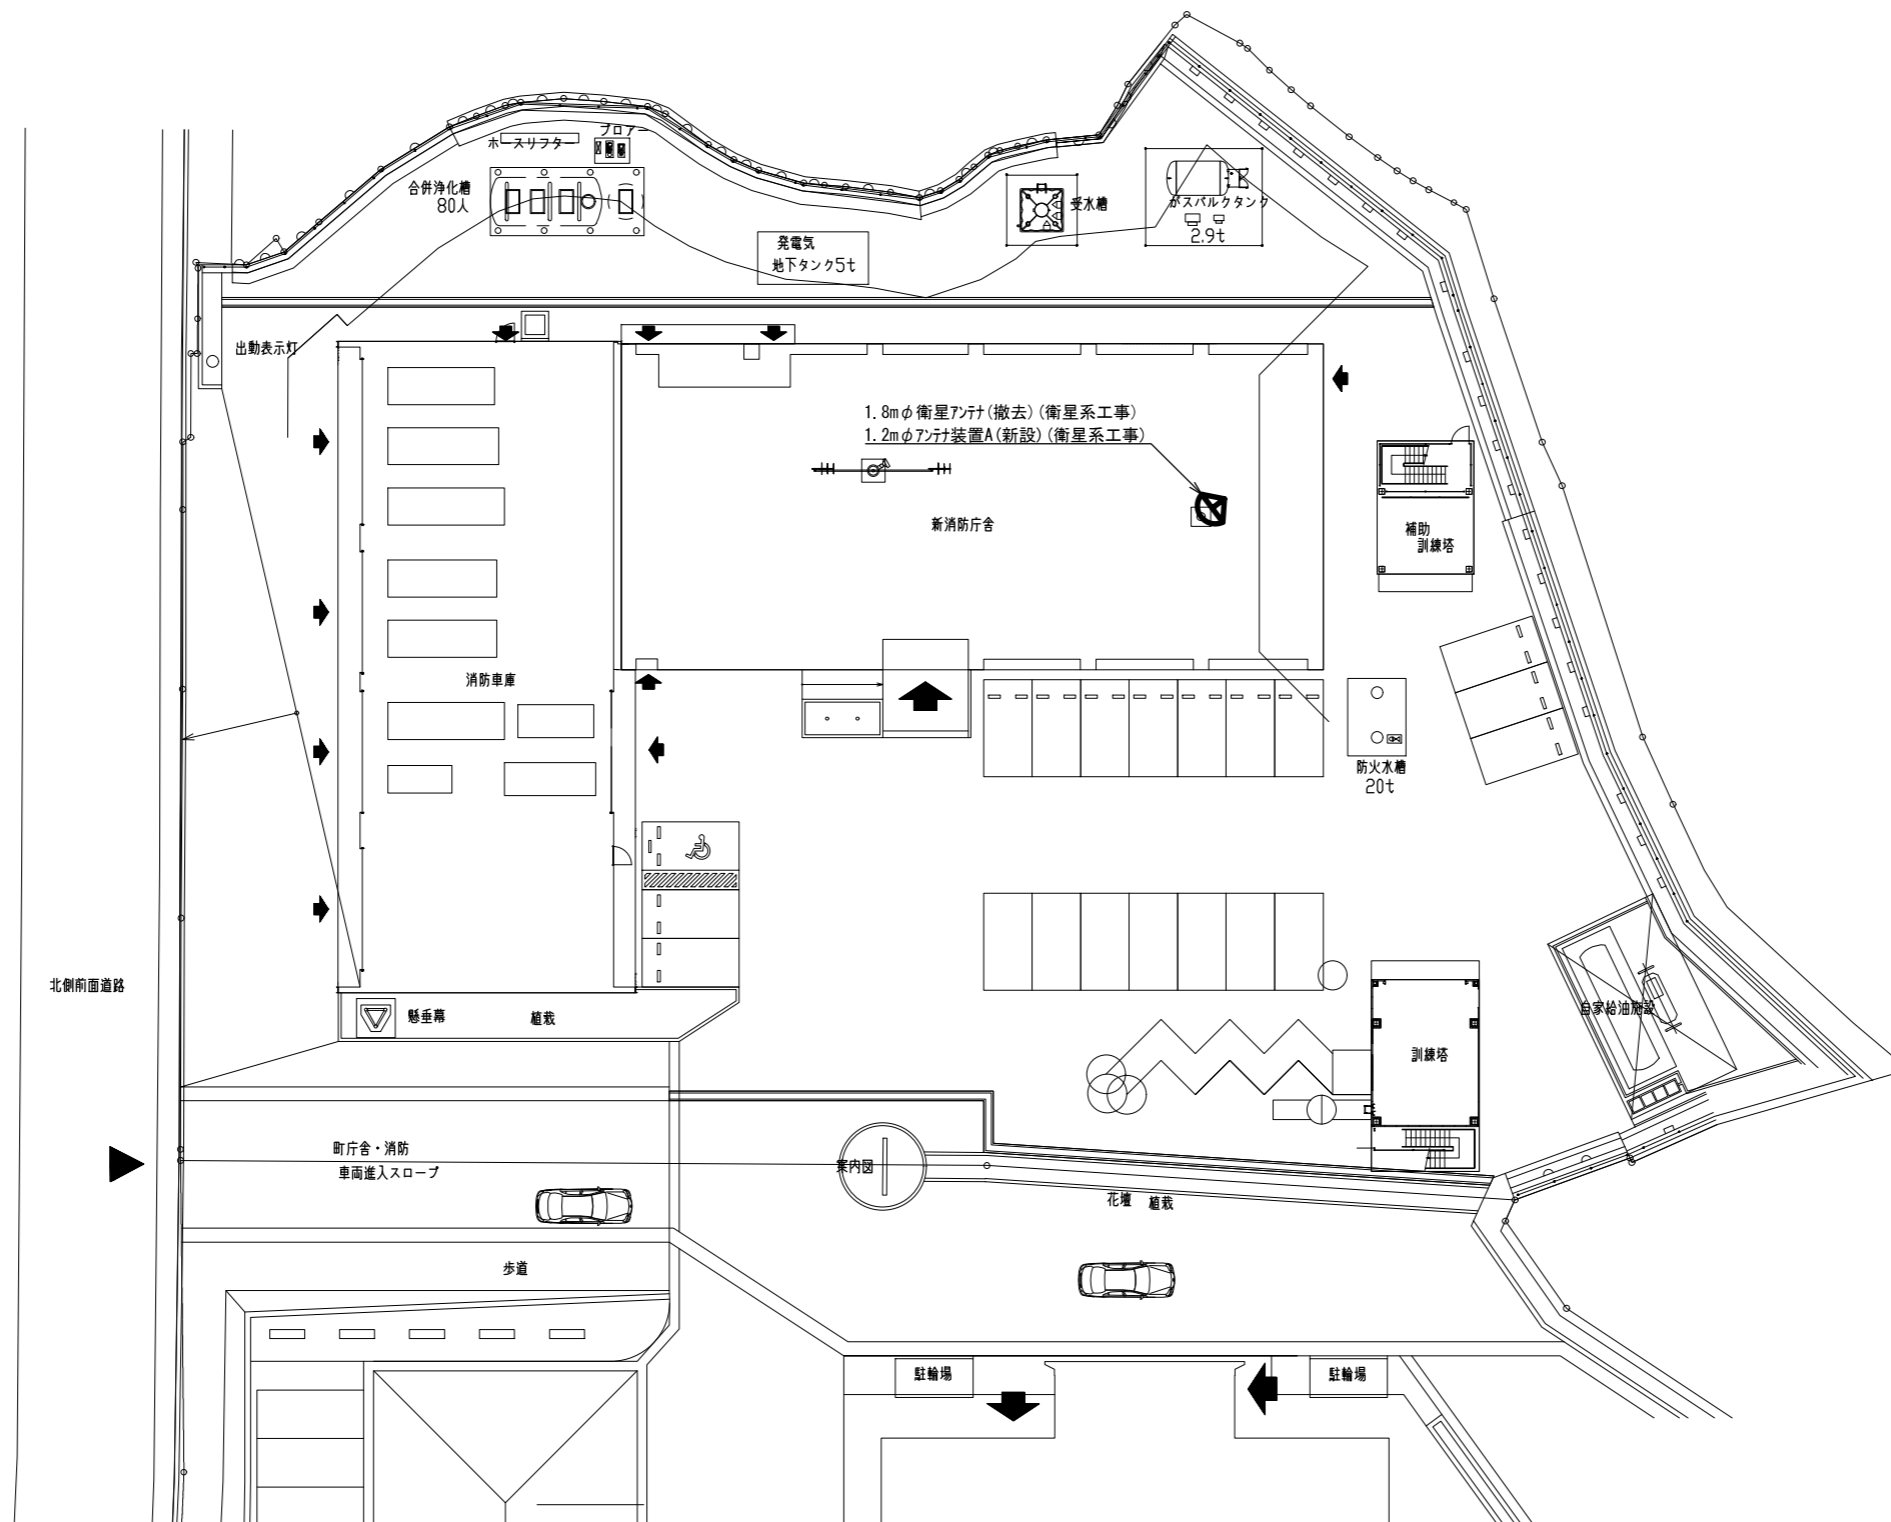 ブロアー
ホースリフター
合併浄化槽
80人
受水槽
ガスバルクタンク
2.9t
発電気
地下タンク5t
出動表示灯
1.8mφ衛星アンテナ(撤去)(衛星系工事)
1.2mφアンテナ装置A(新設)(衛星系工事)
新消防庁舎
補助
訓練塔
消防車庫
防火水槽
20t
北側前面道路
懸垂幕
植栽
自家給油施設
訓練塔
町庁舎・消防
車両進入スロープ
案内図
花壇
植栽
歩道
駐輪場
駐輪場